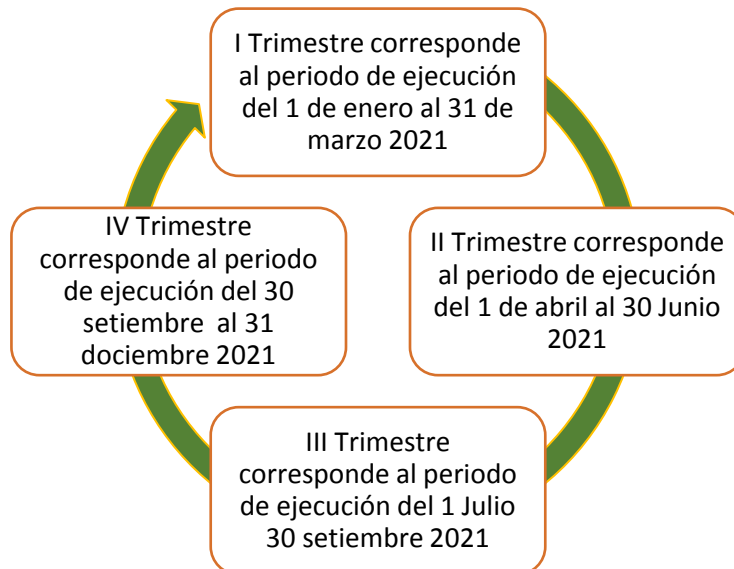 I Trimestre corresponde
al periodo de ejecución
del 1 de enero al 31 de
marzo 2021
II Trimestre corresponde
al periodo de ejecución
del 1 de abril al 30 Junio
2021
III Trimestre
corresponde al periodo
de ejecución del 1 Julio
30 setiembre 2021
IV Trimestre
corresponde al periodo
de ejecución del 30
setiembre al 31
dociembre 2021